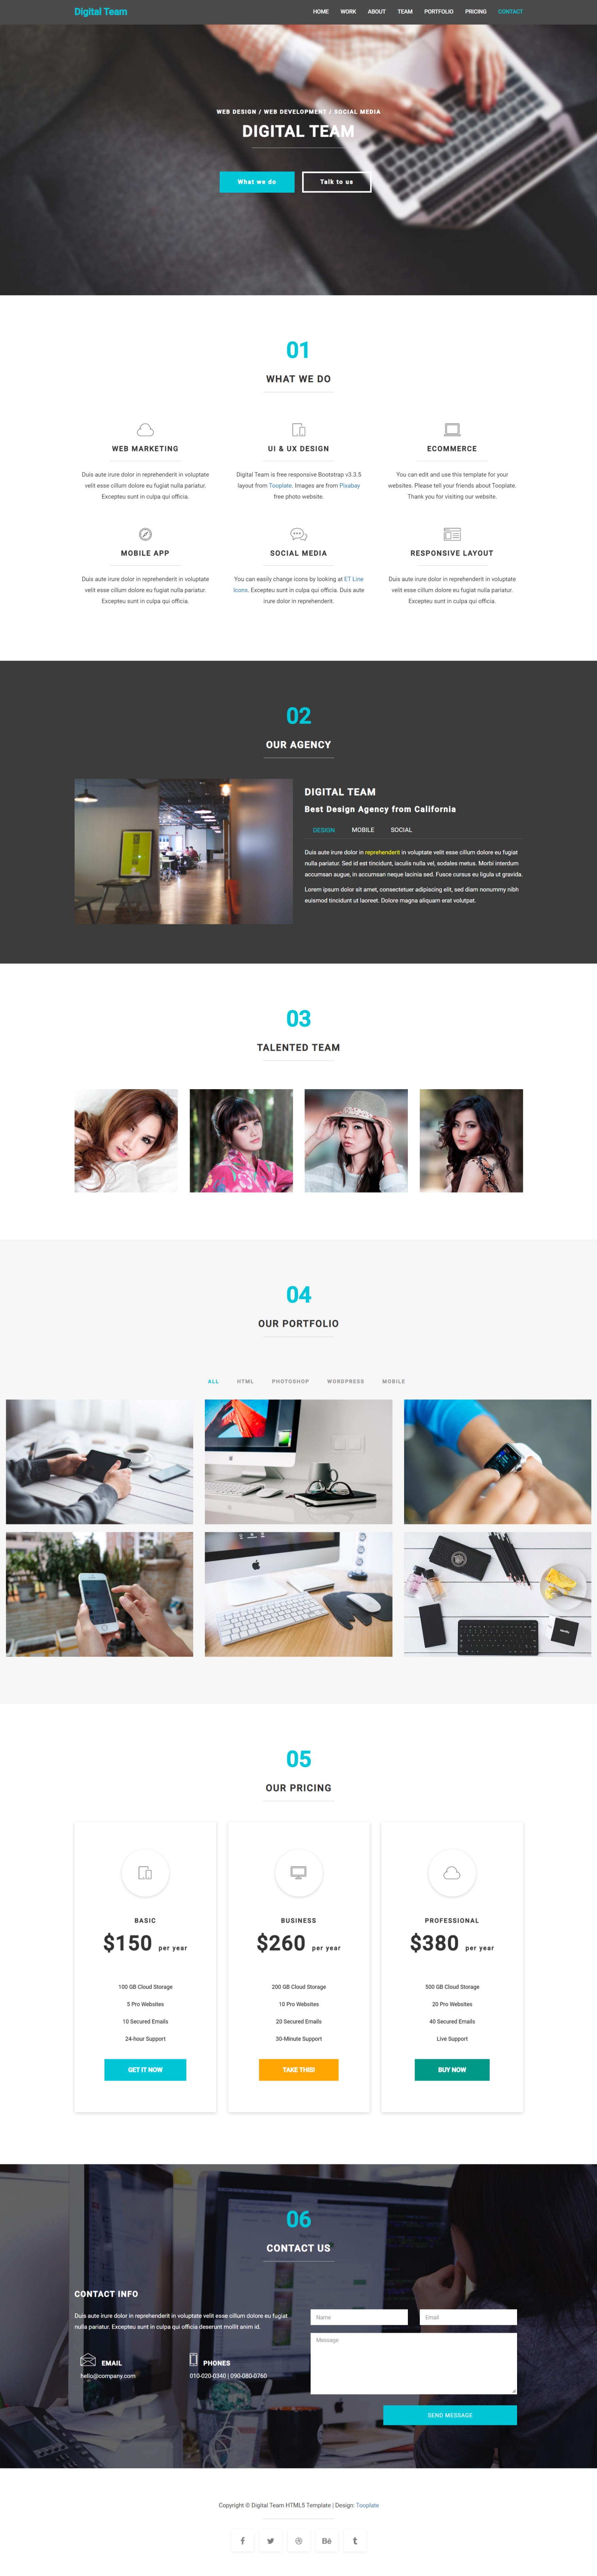 Digital Team
HOME WORK ABOUT TEAM PORTFOLIO PRICING CONTACT
WEB DESIGN / WEB DEVELOPMENT / SOCIAL MEDIA
DIGITAL TEAM
What we do
Talk to us
01
WHAT WE DO
WEB MARKETING
Duis aute irure dolor in reprehenderit in voluptate
velit esse cillum dolore eu fugiat nulla pariatur.
Excepteu sunt in culpa qui officia.
UI & UX DESIGN
Digital Team is free responsive Bootstrap v3.3.5
layout from Tooplate. Images are from Pixabay
free photo website.
ECOMMERCE
You can edit and use this template for your
websites. Please tell your friends about Tooplate.
Thank you for visiting our website.
MOBILE APP
Duis aute irure dolor in reprehenderit in voluptate
velit esse cillum dolore eu fugiat nulla pariatur.
Excepteu sunt in culpa qui officia.
SOCIAL MEDIA
You can easily change icons by looking at ET Line
Icons. Excepteu sunt in culpa qui officia. Duis aute
irure dolor in reprehenderit.
RESPONSIVE LAYOUT
Duis aute irure dolor in reprehenderit in voluptate
velit esse cillum dolore eu fugiat nulla pariatur.
Excepteu sunt in culpa qui officia.
02
OUR AGENCY
DIGITAL TEAM
Best Design Agency from California
DESIGN MOBILE SOCIAL
Duis aute irure dolor in reprehenderit in voluptate velit esse cillum dolore eu fugiat
nulla pariatur. Sed id est tincidunt, iaculis nulla vel, sodales metus. Morbi interdum
accumsan augue, in accumsan neque lacinia sed. Fusce cursus eu ligula ut gravida.
Lorem ipsum dolor sit amet, consectetuer adipiscing elit, sed diam nonummy nibh
euismod tincidunt ut laoreet. Dolore magna aliquam erat volutpat.
03
TALENTED TEAM
04
OUR PORTFOLIO
ALL HTML PHOTOSHOP WORDPRESS MOBILE
05
OUR PRICING
BASIC
$150 per year
100 GB Cloud Storage
5 Pro Websites
10 Secured Emails
24-hour Support
GET IT NOW
BUSINESS
$260 per year
200 GB Cloud Storage
10 Pro Websites
20 Secured Emails
30-Minute Support
TAKE THIS!
PROFESSIONAL
$380 per year
500 GB Cloud Storage
20 Pro Websites
40 Secured Emails
Live Support
BUY NOW
06
CONTACT US
CONTACT INFO
Duis aute irure dolor in reprehenderit in voluptate velit esse cillum dolore eu fugiat
nulla pariatur. Excepteu sunt in culpa qui officia deserunt mollit anim id.
EMAIL
hello@company.com
PHONES
010-020-0340 | 090-080-0760
Name
Email
Message
SEND MESSAGE
Copyright © Digital Team HTML5 Template | Design: Tooplate